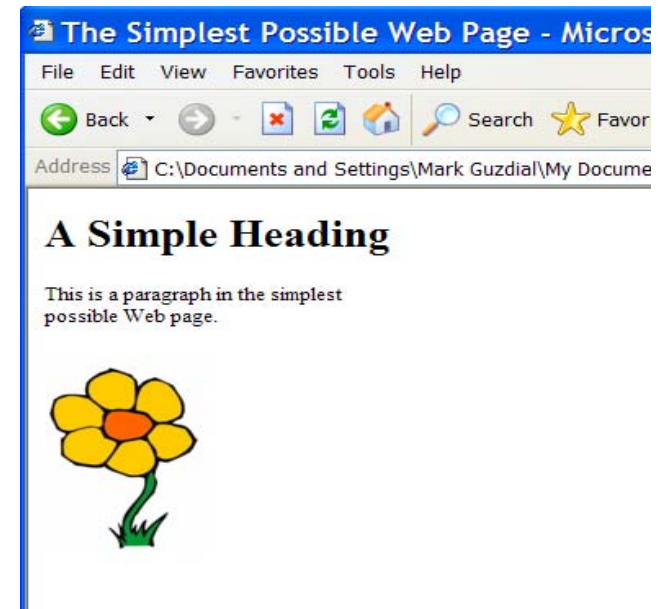 The Simplest Possible Web Page - Micros
File Edit View Favorites Tools Help
Back Search Favor
Address C:\Documents and Settings\Mark Guzdial\My Docume
A Simple Heading
This is a paragraph in the simplest
possible Web page.